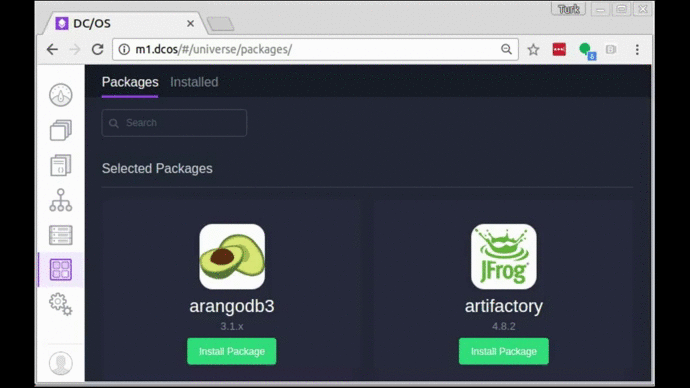 Turk
DC/OS
m1.dcos/#/universe/packages/
Packages Installed
Search
Selected Packages
JFrog
arangodb3 artifactory
3.1.x 4.8.2
Install Package Install Package